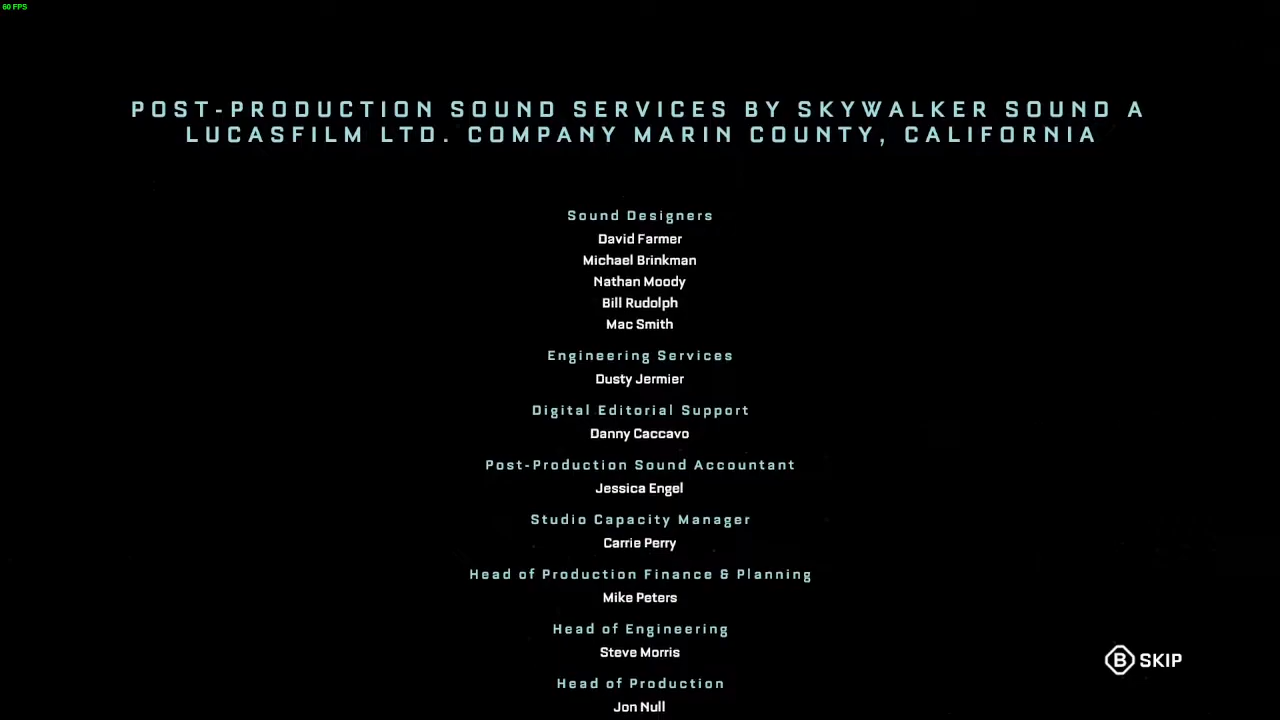 60 FPS
POST-PRODUCTION SOUND SERVICES BY SKYWALKER SOUND A
LUCASFILM LTD. COMPANY MARIN COUNTY, CALIFORNIA
Sound Designers
David Farmer
Michael Brinkman
Nathan Moody
Bill Rudolph
Mac Smith
Engineering Services
Dusty Jermier
Digital Editorial Support
Danny Caccavo
Post-Production Sound Accountant
Jessica Engel
Studio Capacity Manager
Carrie Perry
Head of Production Finance & Planning
Mike Peters
Head of Engineering
Steve Morris
B SKIP
Head of Production
Jon Null